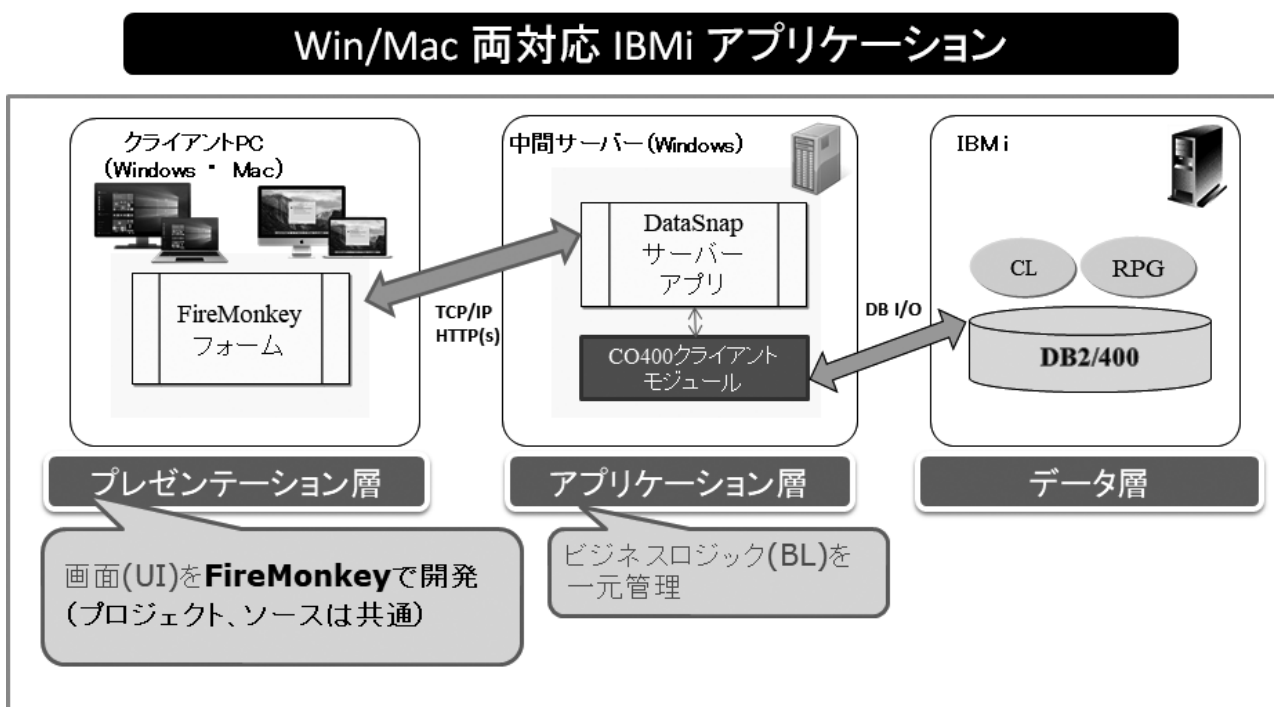 Win/Mac 両対応 IBMi アプリケーション
クライアントPC
(Windows ・ Mac)
FireMonkey
フォーム
TCP/IP
HTTP(s)
中間サーバー(Windows)
DataSnap
サーバー
アプリ
CO400クライアント
モジュール
DB I/O
IBMi
CL
RPG
DB2/400
プレゼンテーション層
アプリケーション層
データ層
画面(UI)をFireMonkeyで開発
(プロジェクト、ソースは共通)
ビジネスロジック(BL)を
一元管理